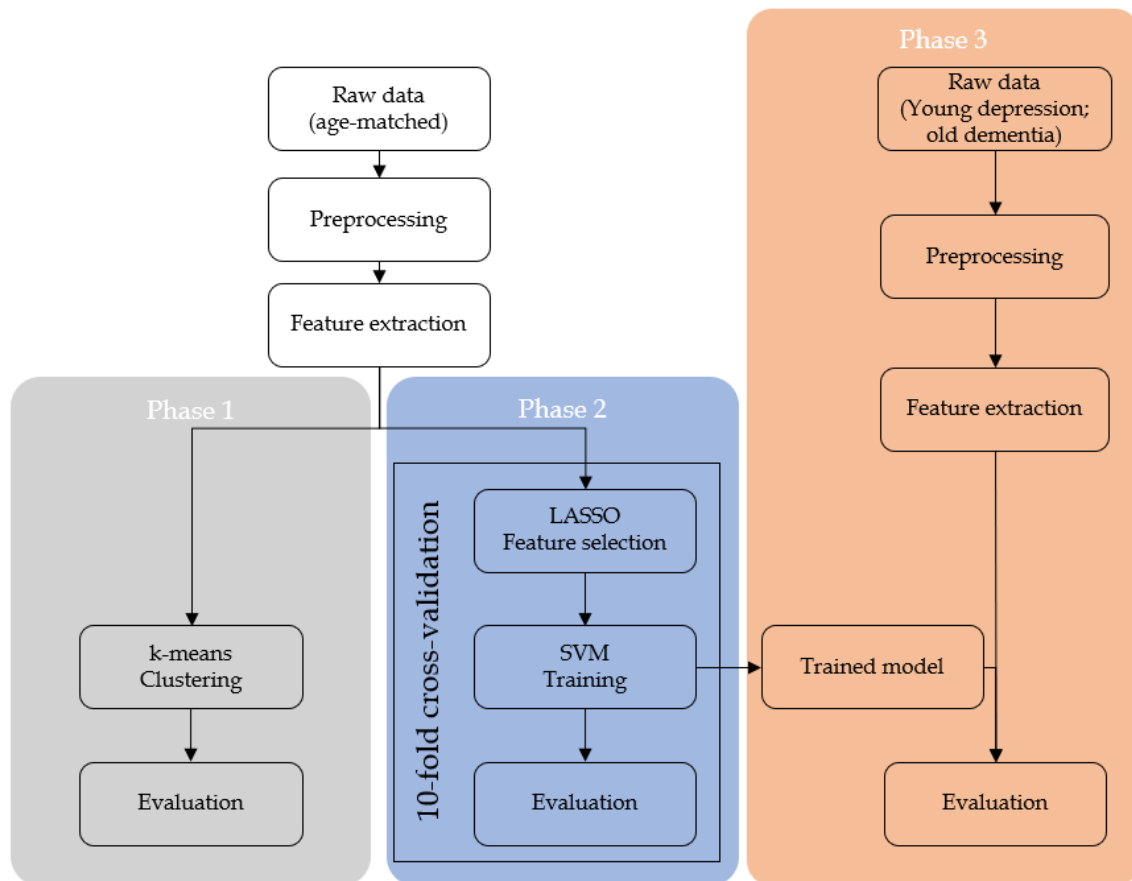 Raw data
(age-matched)
Preprocessing
Feature extraction
Phase 1
k-means
Clustering
Evaluation
Phase 2
10-fold cross-validation
LASSO
Feature selection
SVM
Training
Evaluation
Phase 3
Raw data
(Young depression;
old dementia)
Preprocessing
Feature extraction
Trained model
Evaluation